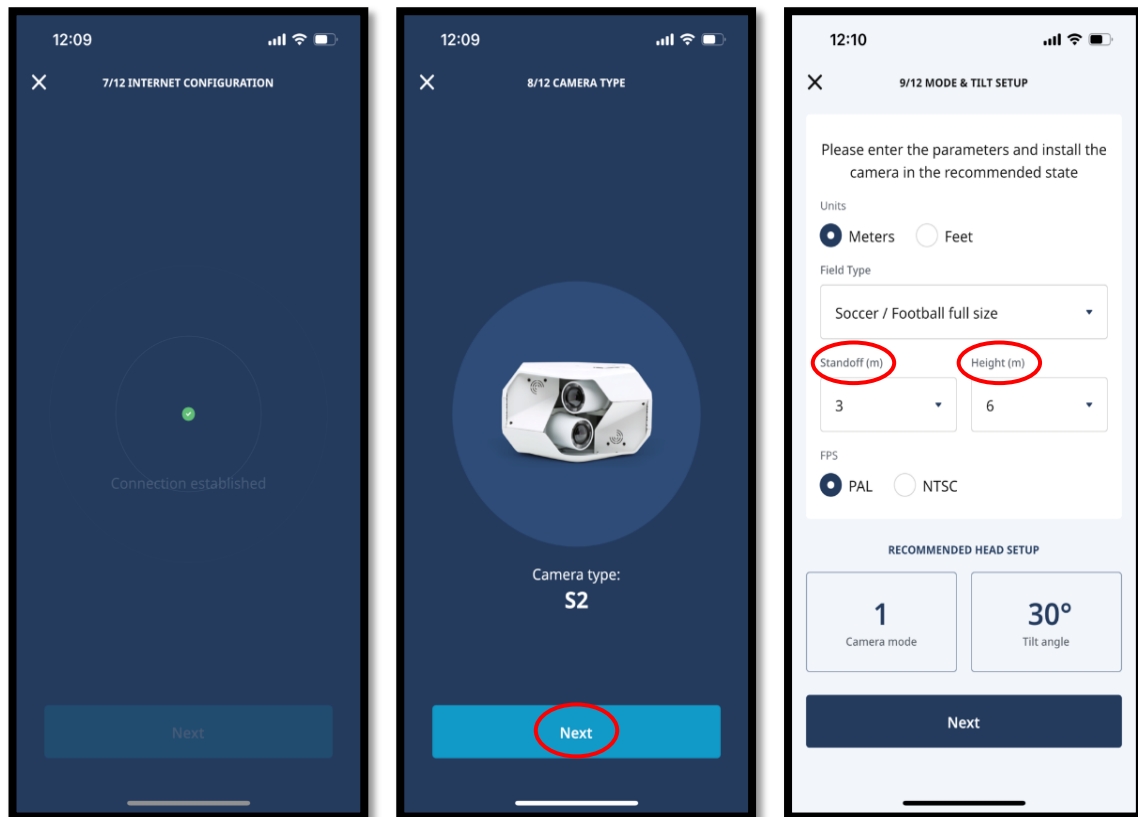 12:09
7/12 INTERNET CONFIGURATION
Connection established
Next
12:09
8/12 CAMERA TYPE
Camera type:
S2
Next
12:10
9/12 MODE & TILT SETUP
Please enter the parameters and install the
camera in the recommended state
Units
Meters Feet
Field Type
Soccer / Football full size
Standoff (m) Height (m)
3 6
FPS
PAL NTSC
RECOMMENDED HEAD SETUP
1 30°
Camera mode Tilt angle
Next